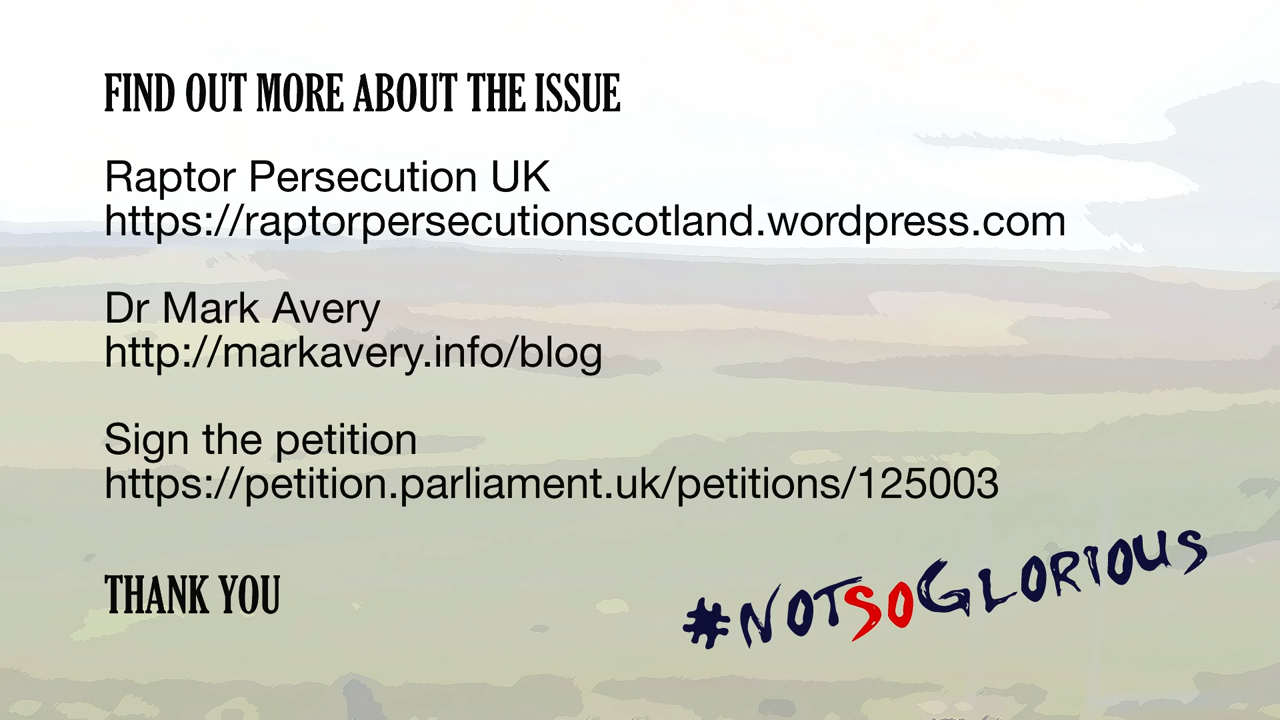 FIND OUT MORE ABOUT THE ISSUE
Raptor Persecution UK
https://raptorpersecutionscotland.wordpress.com
Dr Mark Avery
http://markavery.info/blog
Sign the petition
https://petition.parliament.uk/petitions/125003
THANK YOU
#NOTSOGLORIOUS